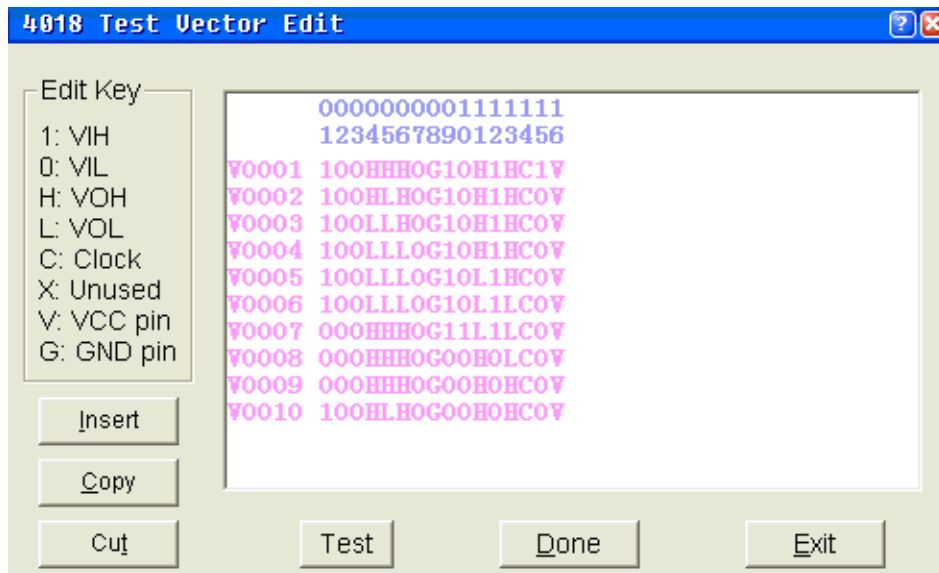 4018 Test Vector Edit
Edit Key
1: VIH
0: VIL
H: VOH
L: VOL
C: Clock
X: Unused
V: VCC pin
G: GND pin
Insert
Copy
Cut
0000000001111111
1234567890123456
V0001 100HHH0G10H1HC1V
V0002 100HLH0G10H1HC0V
V0003 100LLH0G10H1HC0V
V0004 100LLL0G10H1HC0V
V0005 100LLL0G10L1HC0V
V0006 100LLL0G10L1LC0V
V0007 000HHH0G11L1LC0V
V0008 000HHH0G00H0LC0V
V0009 000HHH0G00H0HC0V
V0010 100HLH0G00H0HC0V
Test
Done
Exit